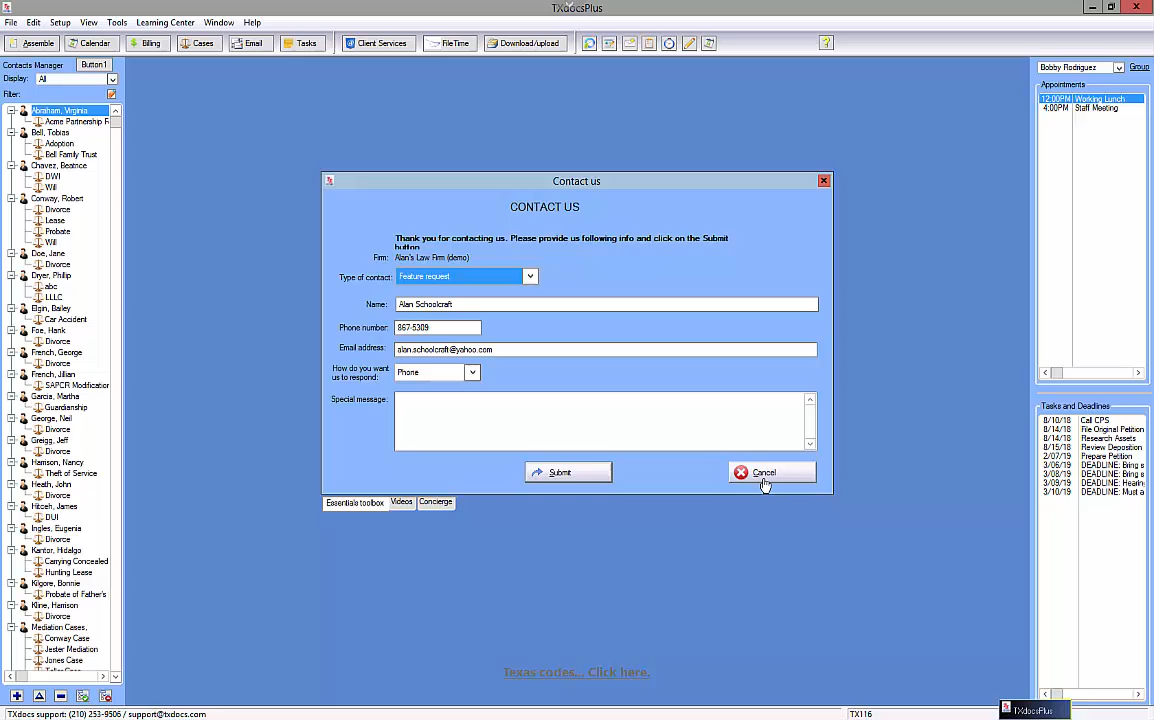 TXdocsPlus
File Edit Setup View Tools Learning Center Window Help
Assemble Calendar Billing Cases Email Tasks Client Services FileTime Download/upload
Contacts Manager Button1
Display: All
Filter:
Abraham, Virginia
Acme Partnership R
Bell, Tobias
Adoption
Bell Family Trust
Chavez, Beatrice
DWI
Will
Conway, Robert
Divorce
Lease
Probate
Will
Doe, Jane
Divorce
Dryer, Phillip
abc
LLLC
Elgin, Bailey
Car Accident
Foe, Hank
Divorce
French, George
Divorce
French, Jillian
SAPCR Modification
Garcia, Martha
Guardianship
George, Neil
Divorce
Greigg, Jeff
Divorce
Harrison, Nancy
Theft of Service
Heath, John
Divorce
Hitceh, James
DUI
Ingles, Eugenia
Divorce
Kantor, Hidalgo
Carrying Concealed
Hunting Lease
Kilgore, Bonnie
Probate of Father's
Kline, Harrison
Divorce
Mediation Cases,
Conway Case
Jester Mediation
Jones Case
Contact us
CONTACT US
Thank you for contacting us. Please provide us following info and click on the Submit
button
Firm: Alan's Law Firm (demo)
Type of contact: Feature request
Name: Alan Schoolcraft
Phone number: 867-5309
Email address: alan.schoolcraft@yahoo.com
How do you want
us to respond: Phone
Special message:
Submit Cancel
Essentials toolbox Videos Concierge
Texas codes... Click here.
Bobby Rodriguez Group
Appointments
12:00PM Working Lunch
4:00PM Staff Meeting
Tasks and Deadlines
8/10/18 Call CPS
8/14/18 File Original Petition
8/14/18 Research Assets
8/15/18 Review Deposition
2/07/19 Prepare Petition
3/06/19 DEADLINE: Bring s
3/08/19 DEADLINE: Bring s
3/09/19 DEADLINE: Hearin
3/10/19 DEADLINE: Must a
TXdocs support: (210) 253-9506 / support@txdocs.com
TX116
TXdocsPlus